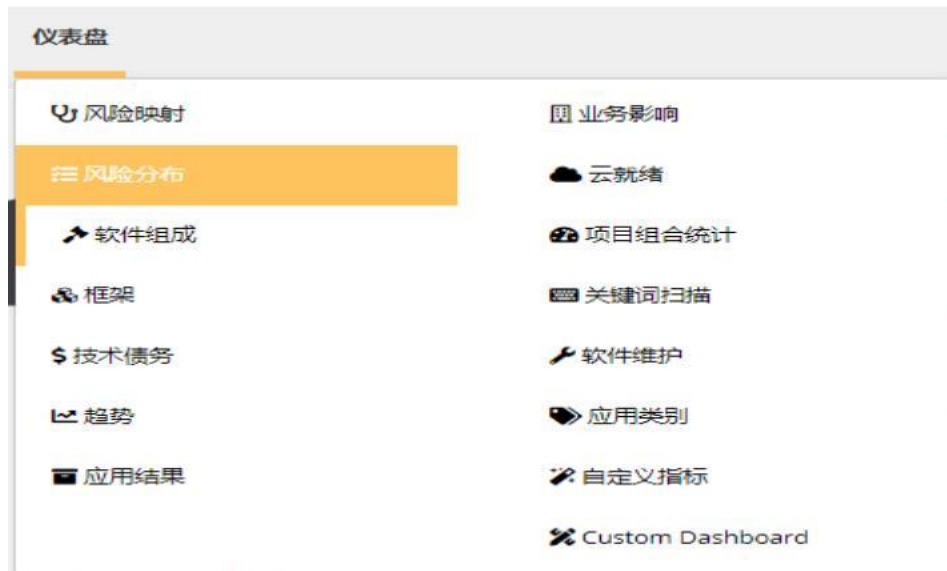 仪表盘
风险映射
风险分布
软件组成
框架
$ 技术债务
趋势
应用结果
业务影响
云就绪
项目组合统计
关键词扫描
软件维护
应用类别
自定义指标
Custom Dashboard